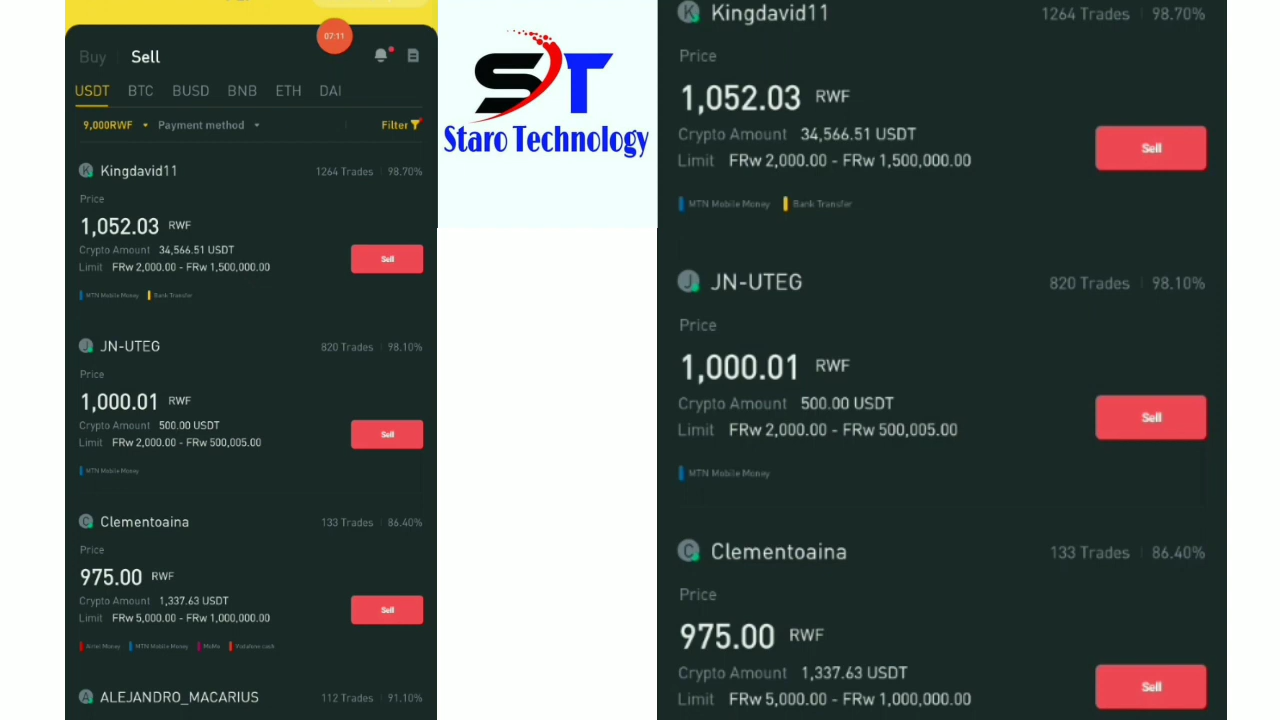 07:11
Buy Sell
USDT BTC BUSD BNB ETH DAI
9,000RWF Payment method Filter
Kingdavid11 1264 Trades 98.70%
Price
1,052.03 RWF
Crypto Amount 34,566.51 USDT
Limit FRw 2,000.00 - FRw 1,500,000.00
Sell
MTN Mobile Money Bank Transfer
J JN-UTEG 820 Trades 98.10%
Price
1,000.01 RWF
Crypto Amount 500.00 USDT
Limit FRw 2,000.00 - FRw 500,005.00
Sell
MTN Mobile Money
C Clementoaina 133 Trades 86.40%
Price
975.00 RWF
Crypto Amount 1,337.63 USDT
Limit FRw 5,000.00 - FRw 1,000,000.00
Sell
Airtel Money MTN Mobile Money MoMo Vodafone cash
A ALEJANDRO_MACARIUS 112 Trades 91.10%
ST
Staro Technology
K Kingdavid11 1264 Trades 98.70%
Price
1,052.03 RWF
Crypto Amount 34,566.51 USDT
Limit FRw 2,000.00 - FRw 1,500,000.00
Sell
MTN Mobile Money Bank Transfer
J JN-UTEG 820 Trades 98.10%
Price
1,000.01 RWF
Crypto Amount 500.00 USDT
Limit FRw 2,000.00 - FRw 500,005.00
Sell
MTN Mobile Money
C Clementoaina 133 Trades 86.40%
Price
975.00 RWF
Crypto Amount 1,337.63 USDT
Limit FRw 5,000.00 - FRw 1,000,000.00
Sell